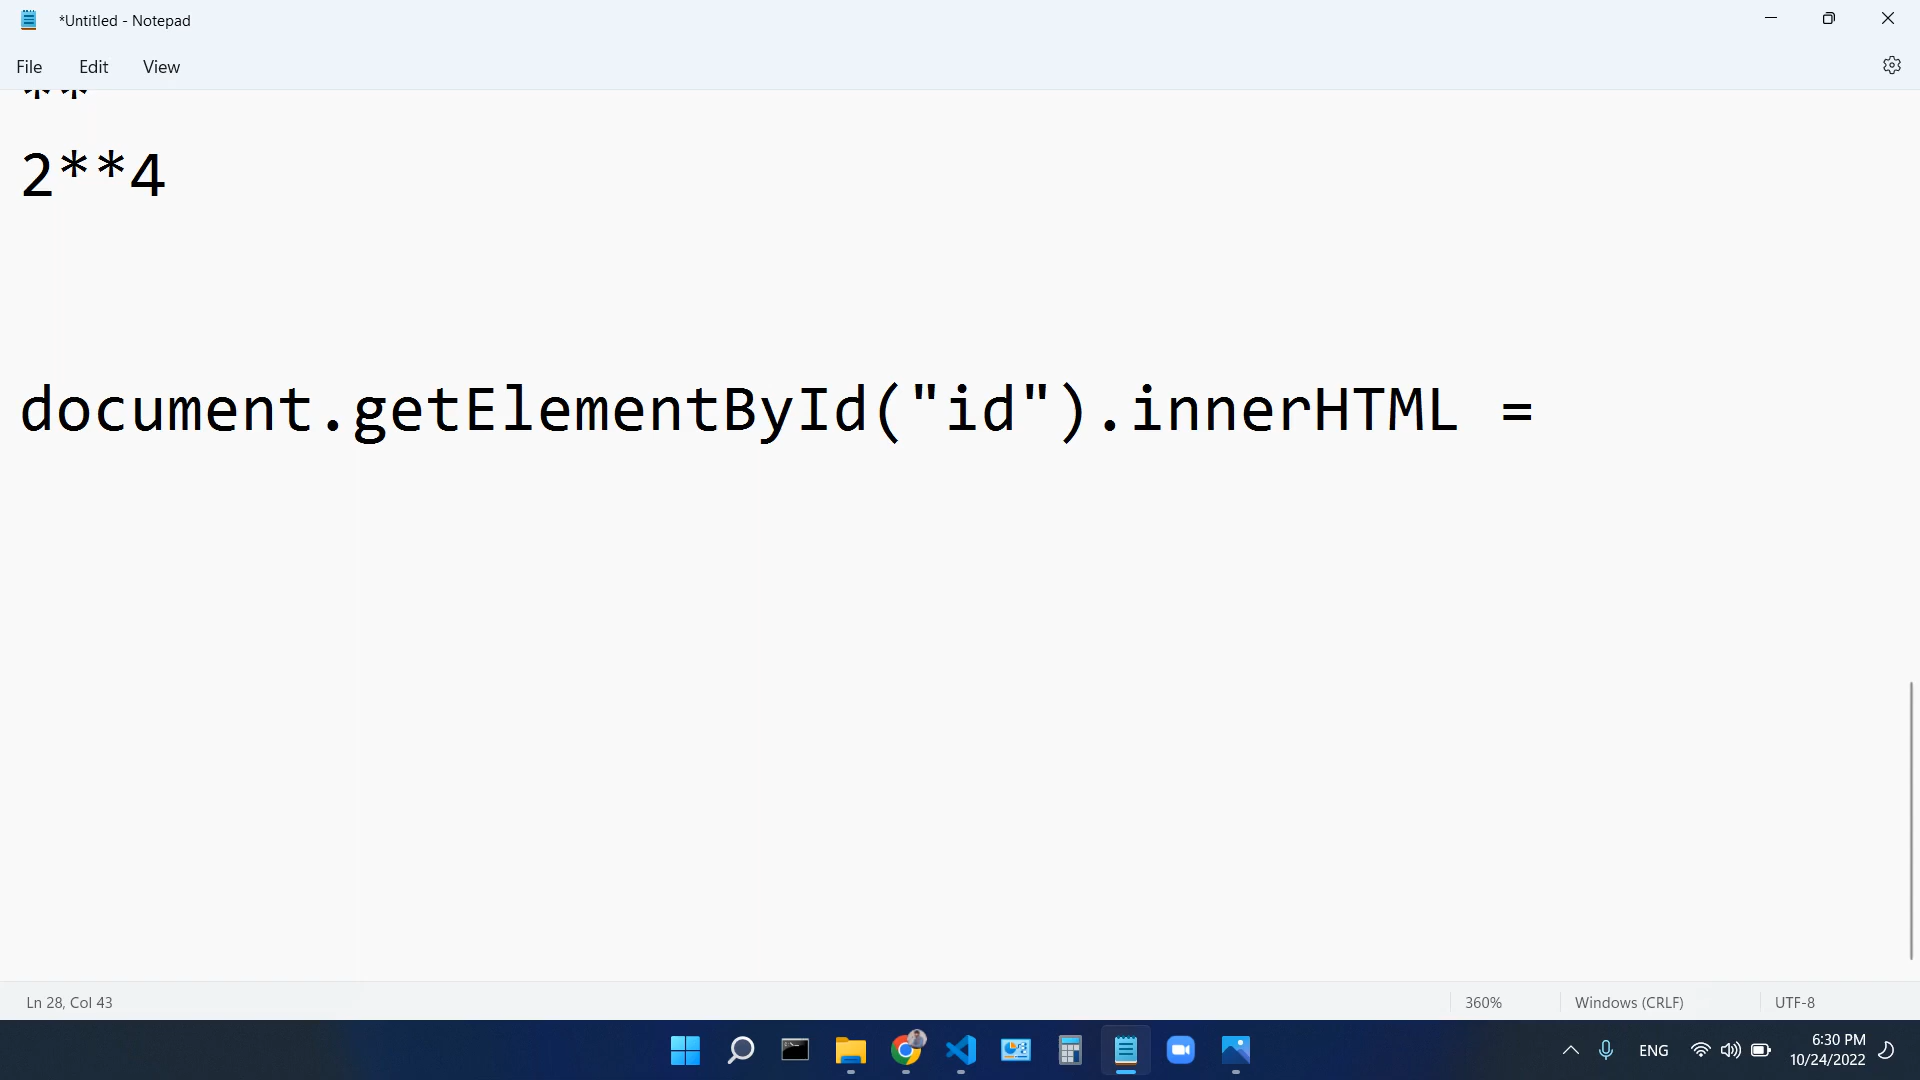 *Untitled - Notepad
File Edit View
**
2**4
document.getElementById("id").innerHTML =
Ln 28, Col 43 360% Windows (CRLF) UTF-8
ENG 6:30 PM
10/24/2022